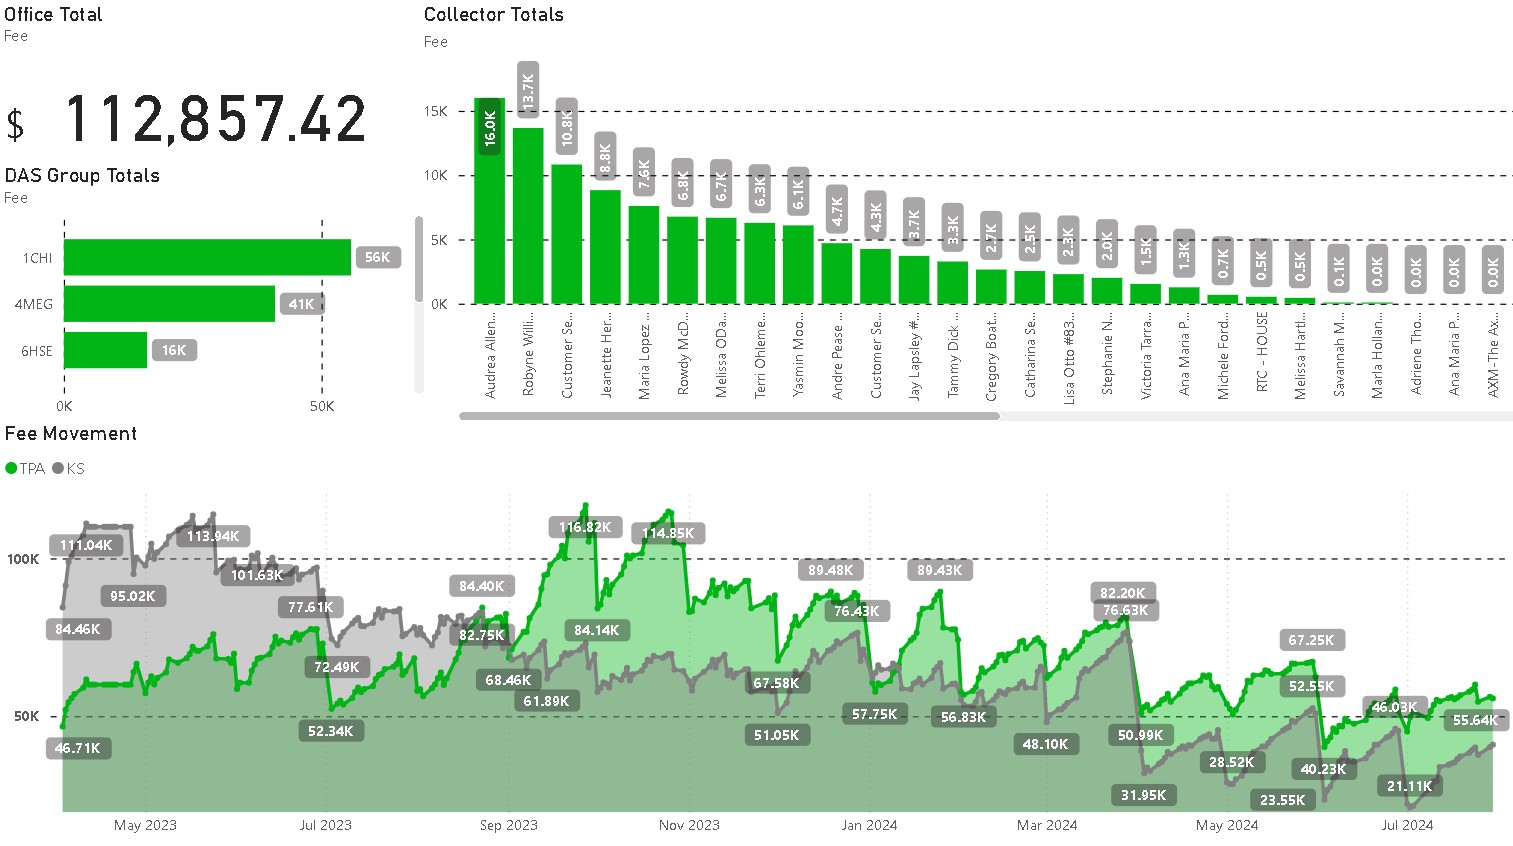 Office Total
Fee
$ 112,857.42
DAS Group Totals
Fee
1CHI
56K
4MEG
41K
6HSE
16K
0K
50K
Collector Totals
Fee
15K
10K
5K
0K
16.0K
13.7K
10.8K
8.8K
7.6K
6.8K
6.7K
6.3K
6.1K
4.7K
4.3K
3.7K
3.3K
2.7K
2.5K
2.3K
2.0K
1.5K
1.3K
0.7K
0.5K
0.5K
0.1K
0.0K
0.0K
0.0K
0.0K
Audrea Allen...
Robyne Willi...
Customer Se...
Jeanette Her...
Maria Lopez ...
Rowdy McD...
Melissa ODa...
Terri Ohleme...
Yasmin Moo...
Andre Pease ...
Customer Se...
Jay Lapsley #...
Tammy Dick ...
Gregory Boat...
Catharina Se...
Lisa Otto #83...
Stephanie N...
Victoria Tarra...
Ana Maria P...
Michele Ford...
RTC - HOUSE
Melissa Hartl...
Savannah M...
Marla Hollan...
Adriene Tho...
Ana Maria P...
AXM-The Ax...
Fee Movement
TPA KS
100K
50K
111.04K
84.46K
46.71K
95.02K
113.94K
101.63K
77.61K
72.49K
52.34K
84.40K
82.75K
68.46K
61.89K
116.82K
84.14K
114.85K
67.58K
51.05K
89.48K
76.43K
57.75K
89.43K
56.83K
48.10K
82.20K
76.63K
50.99K
31.95K
28.52K
23.55K
67.25K
52.55K
40.23K
46.03K
21.11K
55.64K
May 2023
Jul 2023
Sep 2023
Nov 2023
Jan 2024
Mar 2024
May 2024
Jul 2024